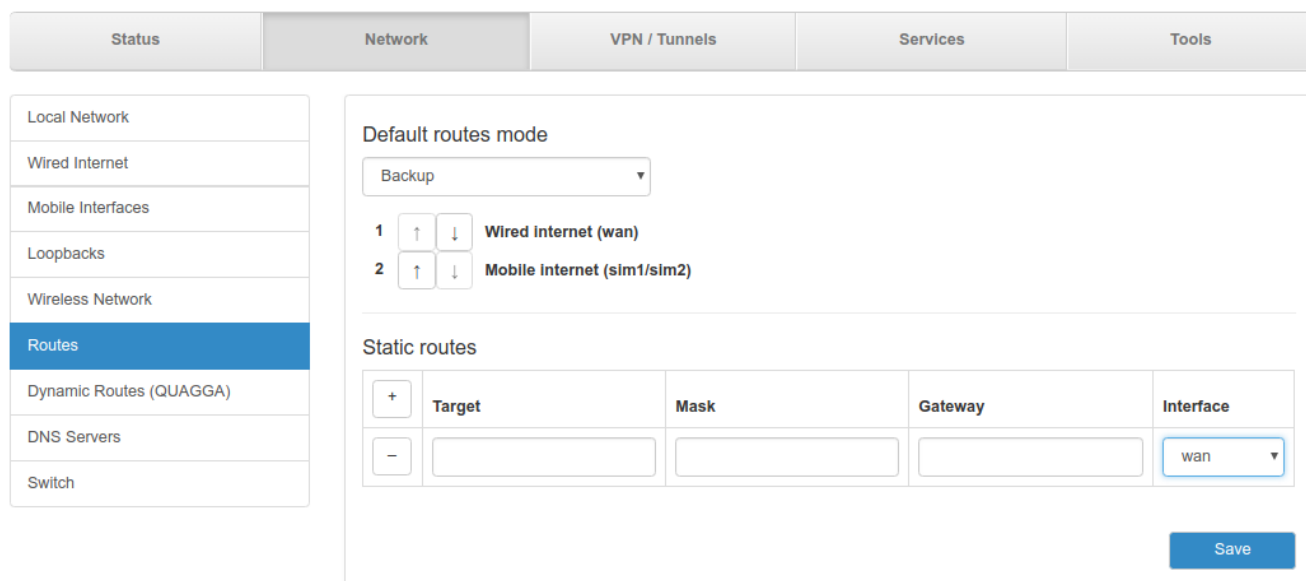 Status Network VPN / Tunnels Services Tools
Local Network
Wired Internet
Mobile Interfaces
Loopbacks
Wireless Network
Routes
Dynamic Routes (QUAGGA)
DNS Servers
Switch
Default routes mode
Backup ▾
1 ↑ ↓ Wired internet (wan)
2 ↑ ↓ Mobile internet (sim1/sim2)
Static routes
+ Target Mask Gateway Interface
− wan ▾
Save